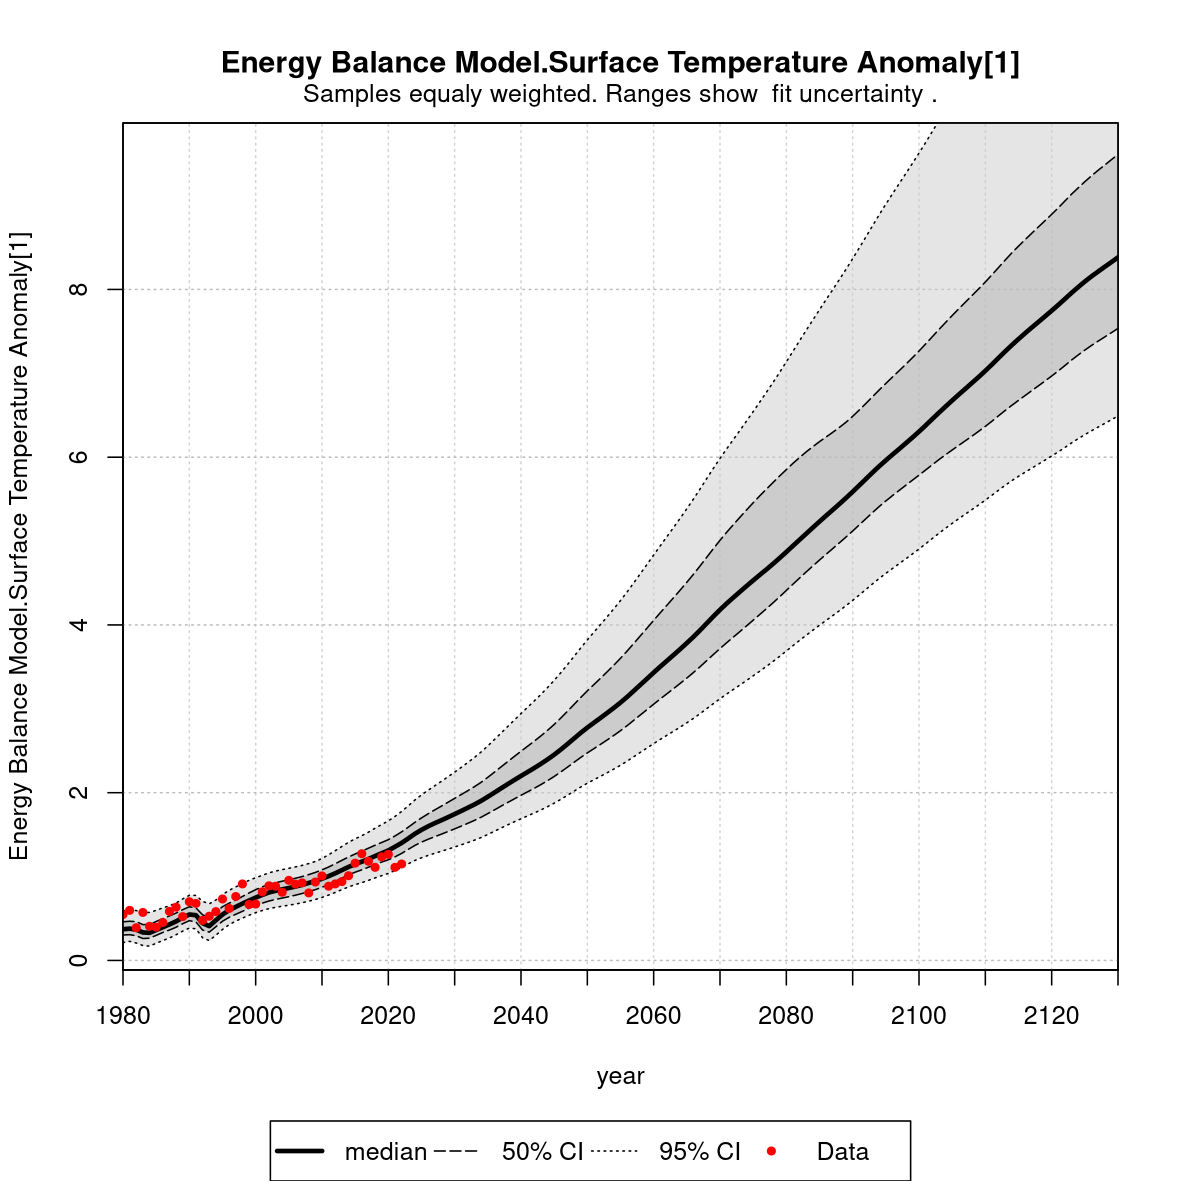 Energy Balance Model.Surface Temperature Anomaly[1]
Samples equaly weighted. Ranges show  fit uncertainty .
Energy Balance Model.Surface Temperature Anomaly[1]
8
6
4
2
0
1980 2000 2020 2040 2060 2080 2100 2120
year
median 50% CI 95% CI Data